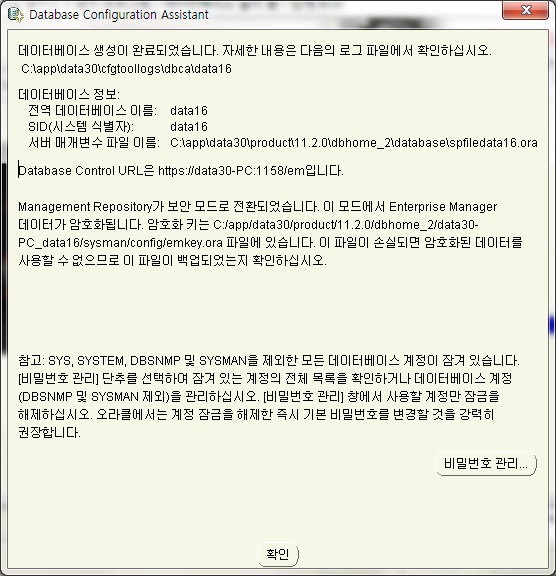 Database Configuration Assistant
데이터베이스 생성이 완료되었습니다. 자세한 내용은 다음의 로그 파일에서 확인하십시오.
C:\app\data30\cfgtoollogs\dbca\data16
데이터베이스 정보:
전역 데이터베이스 이름: data16
SID(시스템 식별자): data16
서버 매개변수 파일 이름: C:\app\data30\product\11.2.0\dbhome_2\database\spfiledata16.ora
Database Control URL은 https://data30-PC:1158/em입니다.
Management Repository가 보안 모드로 전환되었습니다. 이 모드에서 Enterprise Manager
데이터가 암호화됩니다. 암호화 키는 C:/app/data30/product/11.2.0/dbhome_2/data30-
PC_data16/sysman/config/emkey.ora 파일에 있습니다. 이 파일이 손실되면 암호화된 데이터를
사용할 수 없으므로 이 파일이 백업되었는지 확인하십시오.
참고: SYS, SYSTEM, DBSNMP 및 SYSMAN을 제외한 모든 데이터베이스 계정이 잠겨 있습니다.
[비밀번호 관리] 단추를 선택하여 잠겨 있는 계정의 전체 목록을 확인하거나 데이터베이스 계정
(DBSNMP 및 SYSMAN 제외)을 관리하십시오. [비밀번호 관리] 창에서 사용할 계정만 잠금을
해제하십시오. 오라클에서는 계정 잠금을 해제한 즉시 기본 비밀번호를 변경할 것을 강력히
권장합니다.
비밀번호 관리...
확인